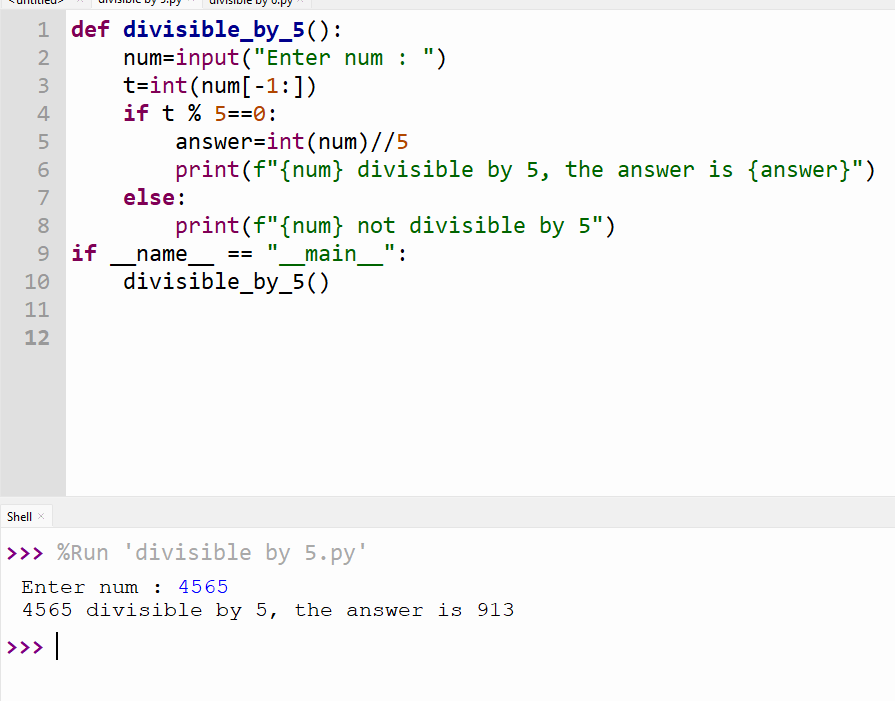 <untitled> × divisible by 5.py × divisible by 6.py ×
1 def divisible_by_5():
2     num=input("Enter num : ")
3     t=int(num[-1:])
4     if t % 5==0:
5         answer=int(num)//5
6         print(f"{num} divisible by 5, the answer is {answer}")
7     else:
8         print(f"{num} not divisible by 5")
9 if __name__ == "__main__":
10     divisible_by_5()
11
12
Shell ×
>>> %Run 'divisible by 5.py'
Enter num : 4565
4565 divisible by 5, the answer is 913
>>>